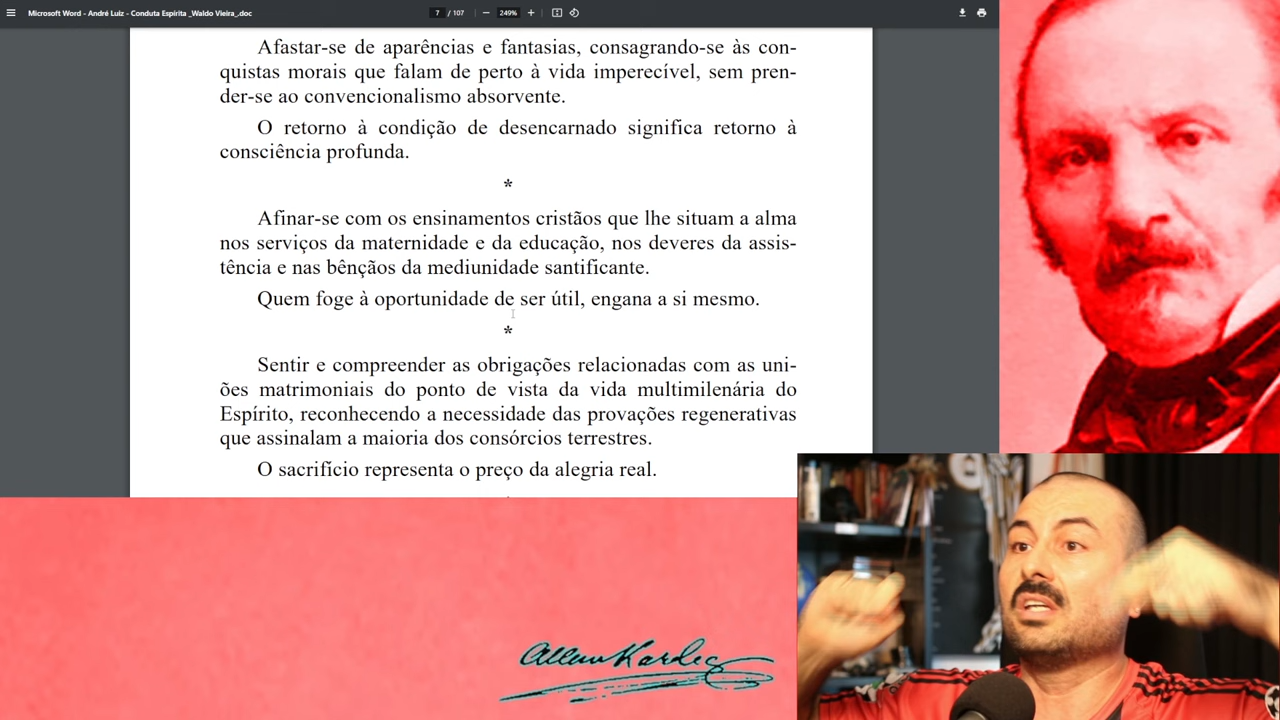 Microsoft Word - André Luiz - Conduta Espírita _Waldo Vieira_.doc
7 / 107
249%
Afastar-se de aparências e fantasias, consagrando-se às con-
quistas morais que falam de perto à vida imperecível, sem pren-
der-se ao convencionalismo absorvente.
O retorno à condição de desencarnado significa retorno à
consciência profunda.
*
Afinar-se com os ensinamentos cristãos que lhe situam a alma
nos serviços da maternidade e da educação, nos deveres da assis-
tência e nas bênçãos da mediunidade santificante.
Quem foge à oportunidade de ser útil, engana a si mesmo.
*
Sentir e compreender as obrigações relacionadas com as uni-
ões matrimoniais do ponto de vista da vida multimilenária do
Espírito, reconhecendo a necessidade das provações regenerativas
que assinalam a maioria dos consórcios terrestres.
O sacrifício representa o preço da alegria real.
Allan Kardec